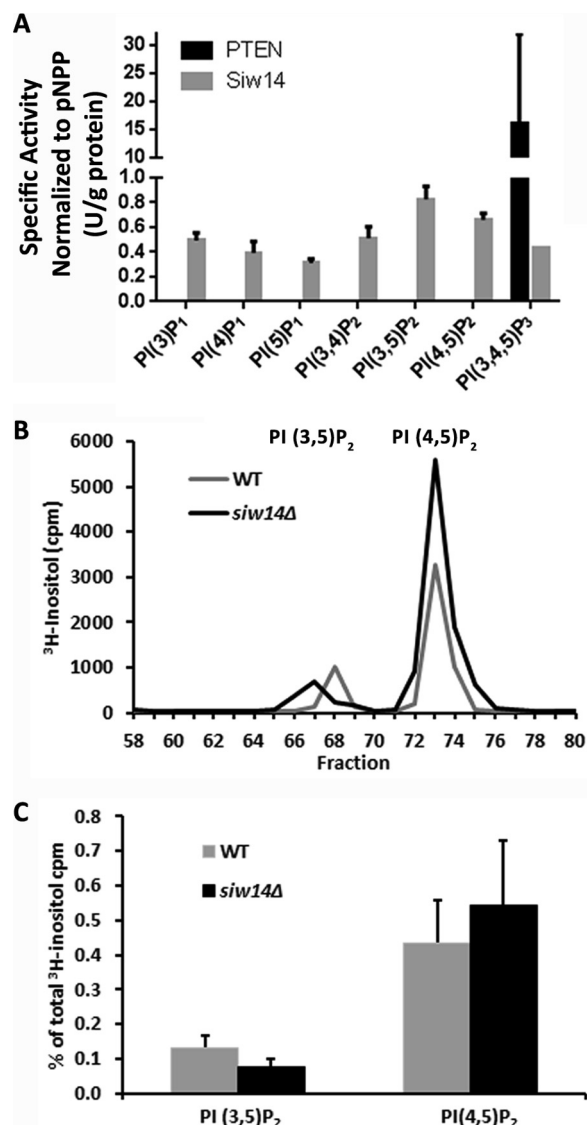 A
Specific Activity
Normalized to pNPP
(U/g protein)
30
25
20
15
10
1.0
0.8
0.6
0.4
0.2
0.0
PTEN
Siw14
PI(3)P1
PI(4)P1
PI(5)P1
PI(3,4)P2
PI(3,5)P2
PI(4,5)P2
PI(3,4,5)P3
B
PI (3,5)P2
PI (4,5)P2
WT
siw14Δ
3H-Inositol (cpm)
6000
5000
4000
3000
2000
1000
0
58 60 62 64 66 68 70 72 74 76 78 80
Fraction
C
WT
siw14Δ
% of total 3H-inositol cpm
0.8
0.7
0.6
0.5
0.4
0.3
0.2
0.1
0.0
PI (3,5)P2
PI(4,5)P2